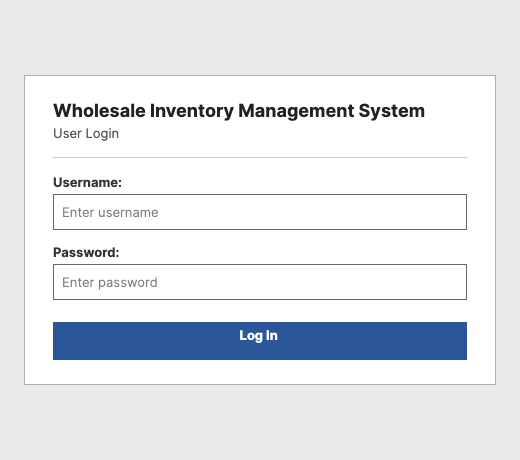 Wholesale Inventory Management System
User Login
Username:
Enter username
Password:
Enter password
Log In